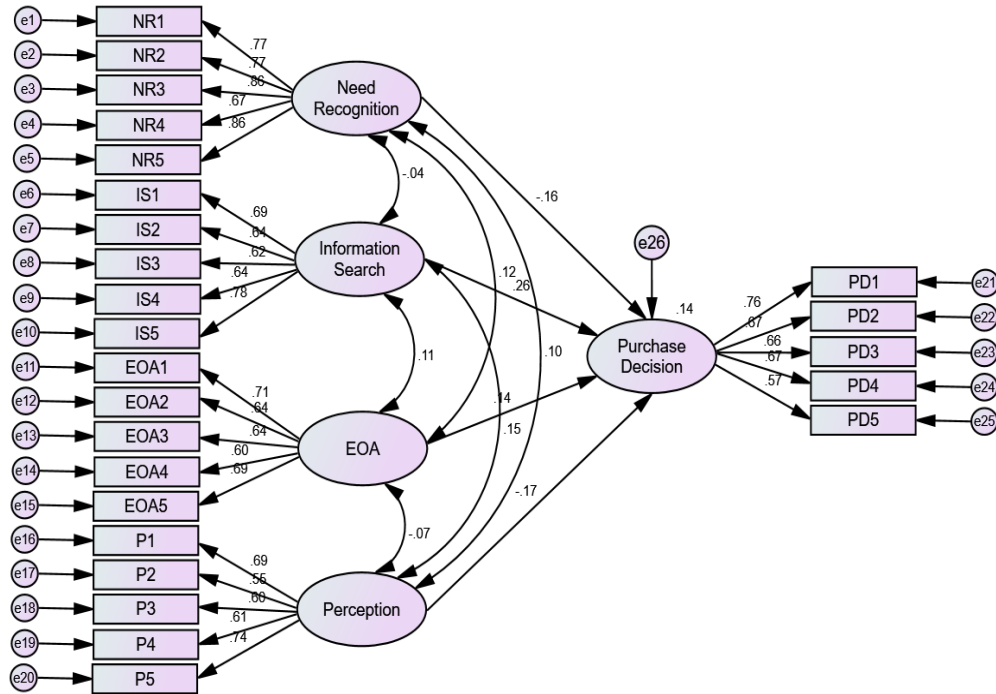 e1
NR1
e2
NR2
e3
NR3
e4
NR4
e5
NR5
e6
IS1
e7
IS2
e8
IS3
e9
IS4
e10
IS5
e11
EOA1
e12
EOA2
e13
EOA3
e14
EOA4
e15
EOA5
e16
P1
e17
P2
e18
P3
e19
P4
e20
P5
.77
.77
.86
.67
.86
.69
.64
.62
.64
.78
.71
.64
.64
.60
.69
.69
.55
.60
.61
.74
Need
Recognition
Information
Search
EOA
Perception
-.04
.11
-.07
.12
.15
.10
-.16
.26
.14
-.17
e26
.14
Purchase
Decision
.76
.67
.66
.67
.57
PD1
e21
PD2
e22
PD3
e23
PD4
e24
PD5
e25